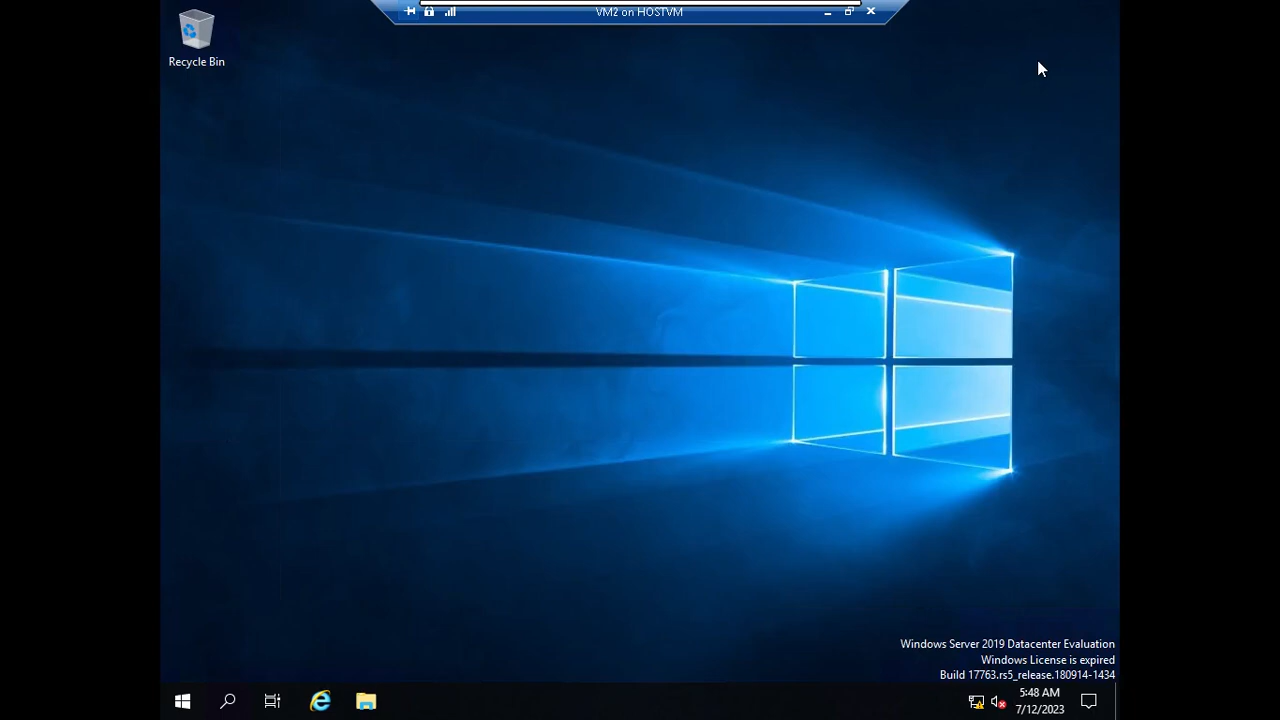 VM2 on HOSTVM
Recycle Bin
Windows Server 2019 Datacenter Evaluation
Windows License is expired
Build 17763.rs5_release.180914-1434
5:48 AM
7/12/2023